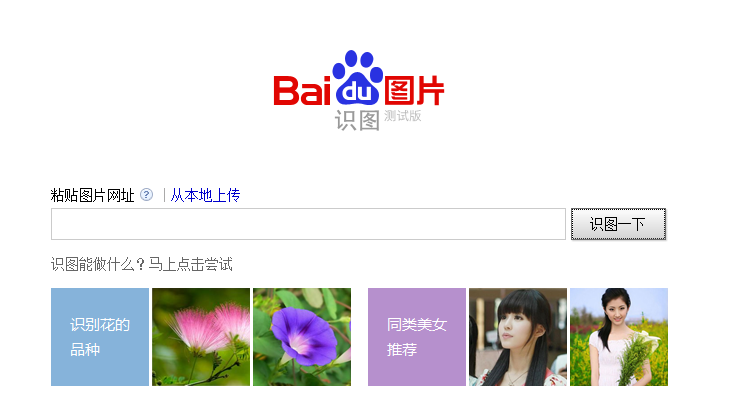 Bai du 图片
识图 测试版
粘贴图片网址 ? | 从本地上传
识图一下
识图能做什么？马上点击尝试
识别花的
品种
同类美女
推荐